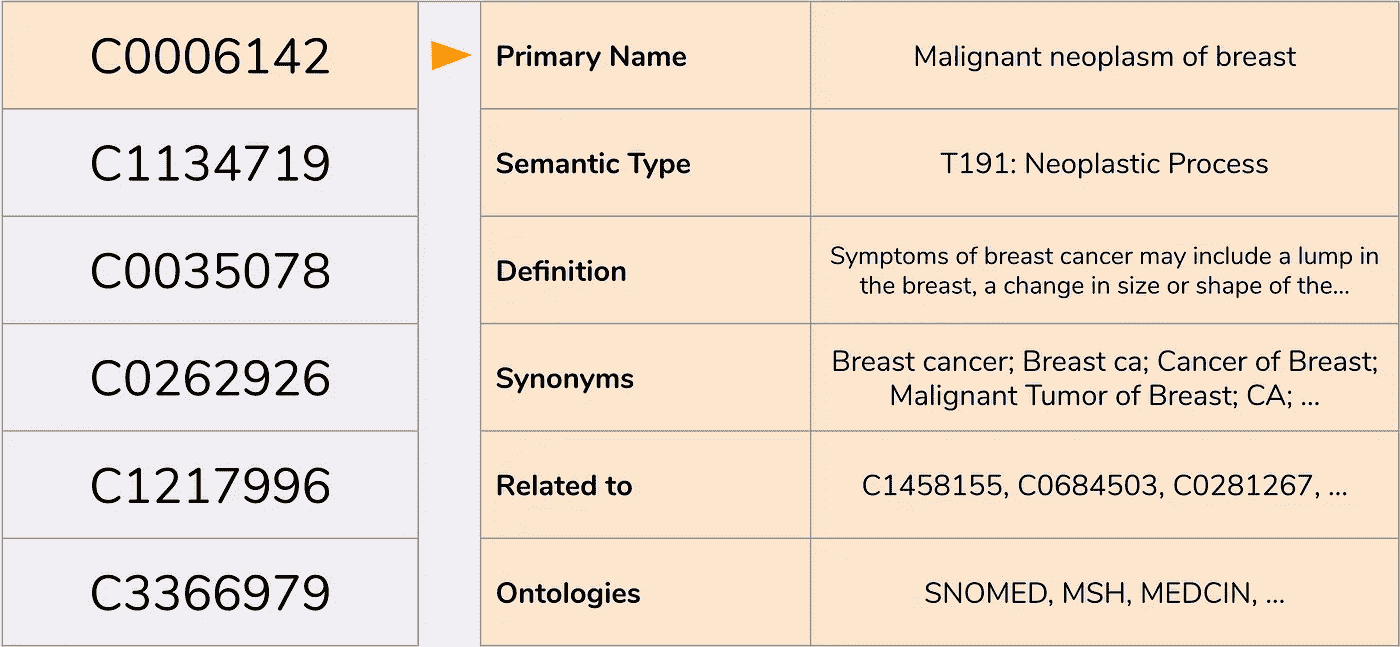 C0006142
C1134719
C0035078
C0262926
C1217996
C3366979
Primary Name
Malignant neoplasm of breast
Semantic Type
T191: Neoplastic Process
Definition
Symptoms of breast cancer may include a lump in
the breast, a change in size or shape of the...
Synonyms
Breast cancer; Breast ca; Cancer of Breast;
Malignant Tumor of Breast; CA; ...
Related to
C1458155, C0684503, C0281267, ...
Ontologies
SNOMED, MSH, MEDCIN, ...